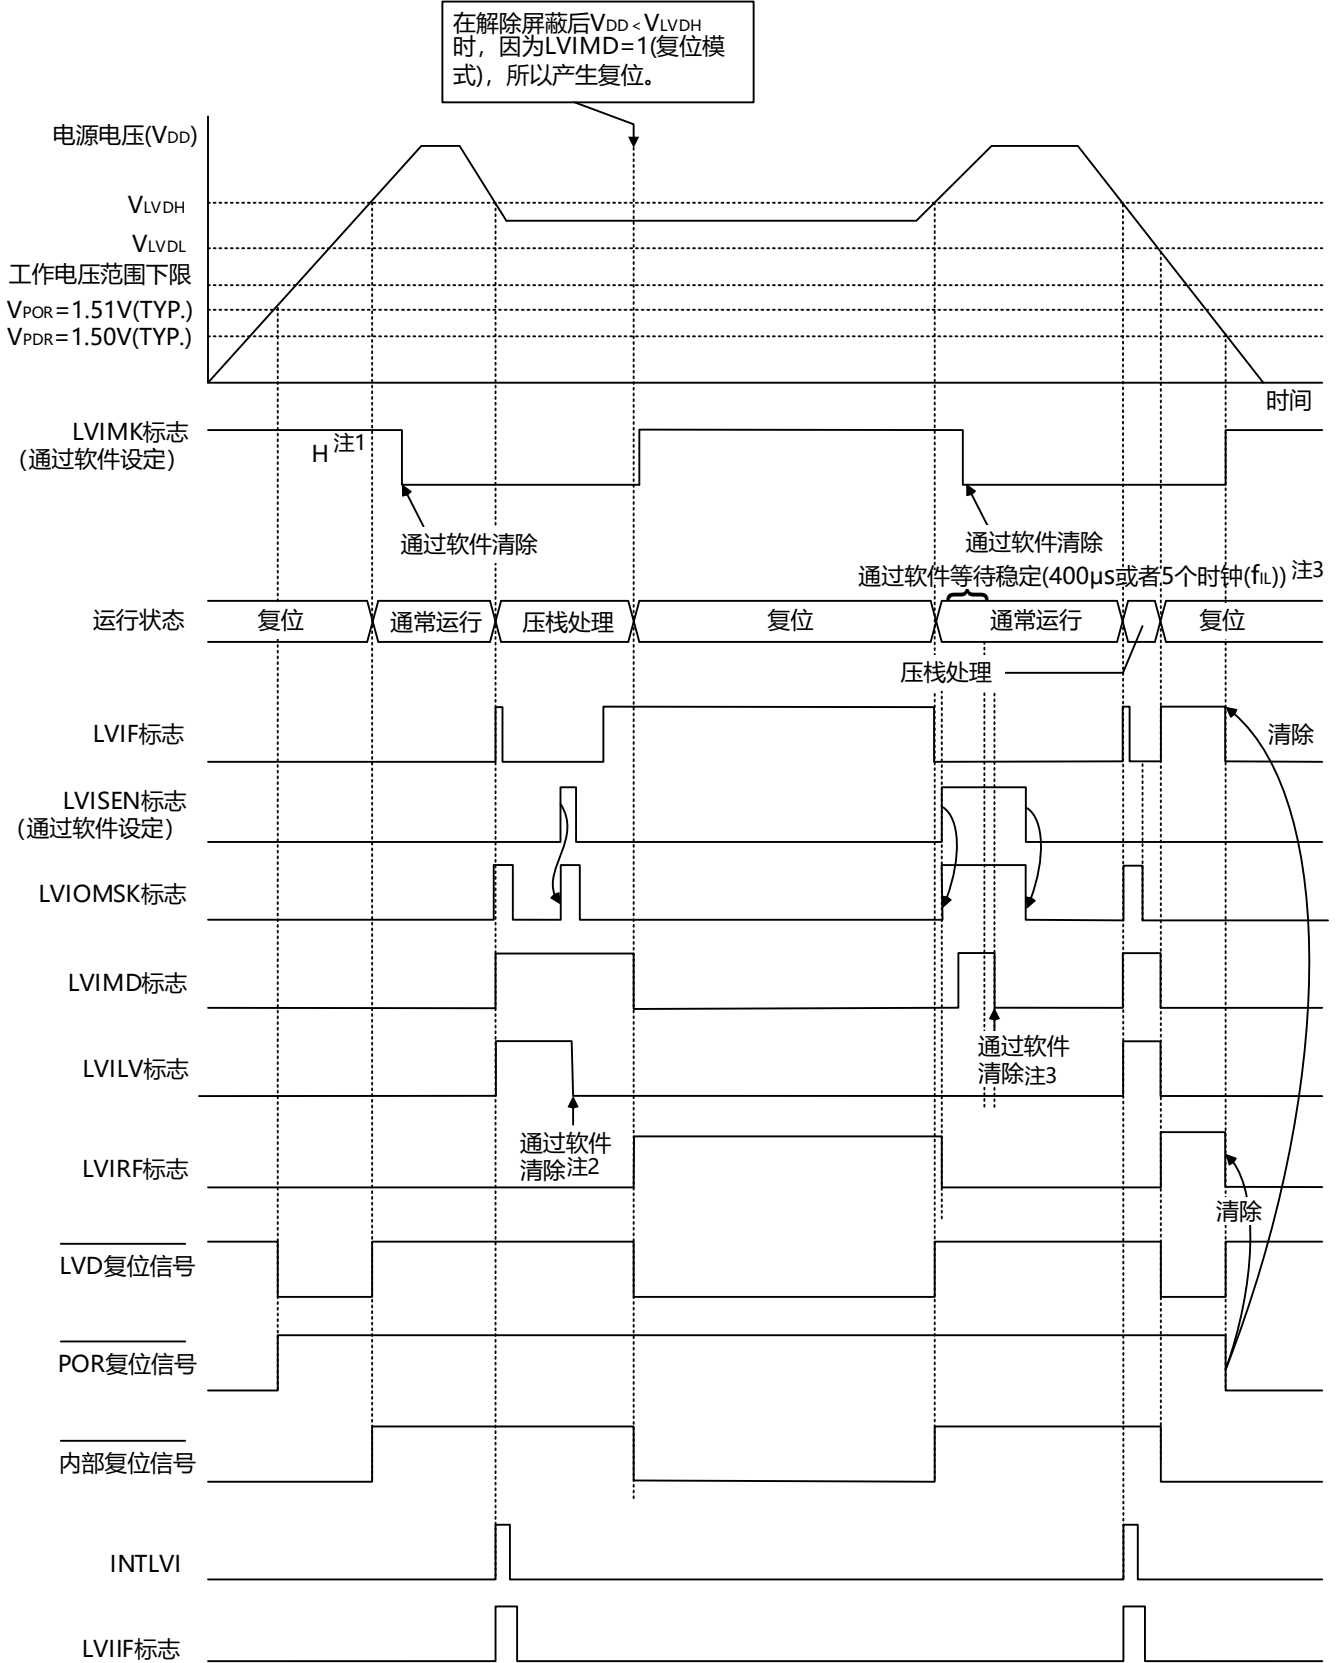 在解除屏蔽后VDD<VLVDH
时，因为LVIMD=1(复位模
式)，所以产生复位。
电源电压(VDD)
VLVDH
VLVDL
工作电压范围下限
VPOR=1.51V(TYP.)
VPDR=1.50V(TYP.)
时间
LVIMK标志
（通过软件设定）
H 注1
通过软件清除
通过软件清除
通过软件等待稳定(400μs或者5个时钟(fIL)) 注3
运行状态
复位
通常运行
压栈处理
复位
通常运行
复位
压栈处理
LVIF标志
清除
LVISEN标志
（通过软件设定）
LVIOMSK标志
LVIMD标志
通过软件
清除注3
LVILV标志
通过软件
清除注2
LVIRF标志
清除
LVD复位信号
POR复位信号
内部复位信号
INTLVI
LVIIF标志